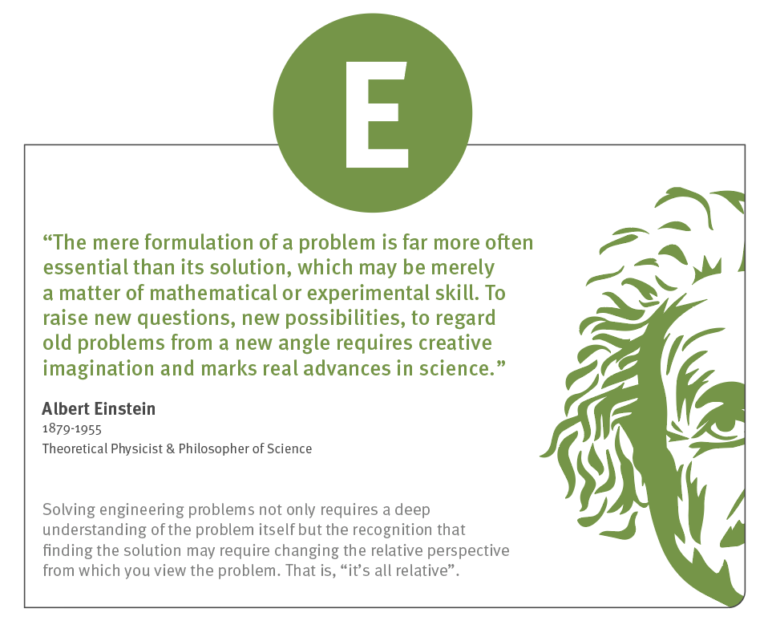 E
“The mere formulation of a problem is far more often
essential than its solution, which may be merely
a matter of mathematical or experimental skill. To
raise new questions, new possibilities, to regard
old problems from a new angle requires creative
imagination and marks real advances in science.”
Albert Einstein
1879-1955
Theoretical Physicist & Philosopher of Science
Solving engineering problems not only requires a deep
understanding of the problem itself but the recognition that
finding the solution may require changing the relative perspective
from which you view the problem. That is, “it’s all relative”.